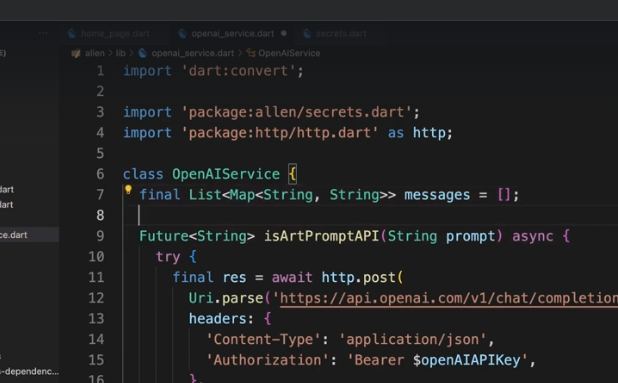 home_page.dart
openai_service.dart
secrets.dart
allen > lib > openai_service.dart > OpenAiService
1 import 'dart:convert';
2
3 import 'package:allen/secrets.dart';
4 import 'package:http/http.dart' as http;
5
6 class OpenAIService {
7 final List<Map<String, String>> messages = [];
8
9 Future<String> isArtPromptAPI(String prompt) async {
10 try {
11 final res = await http.post(
12 Uri.parse('https://api.openai.com/v1/chat/completion
13 headers: {
14 'Content-Type': 'application/json',
15 'Authorization': 'Bearer $openAIAPIKey',
16 },
dart
art
ce.dart
s
-dependenc...